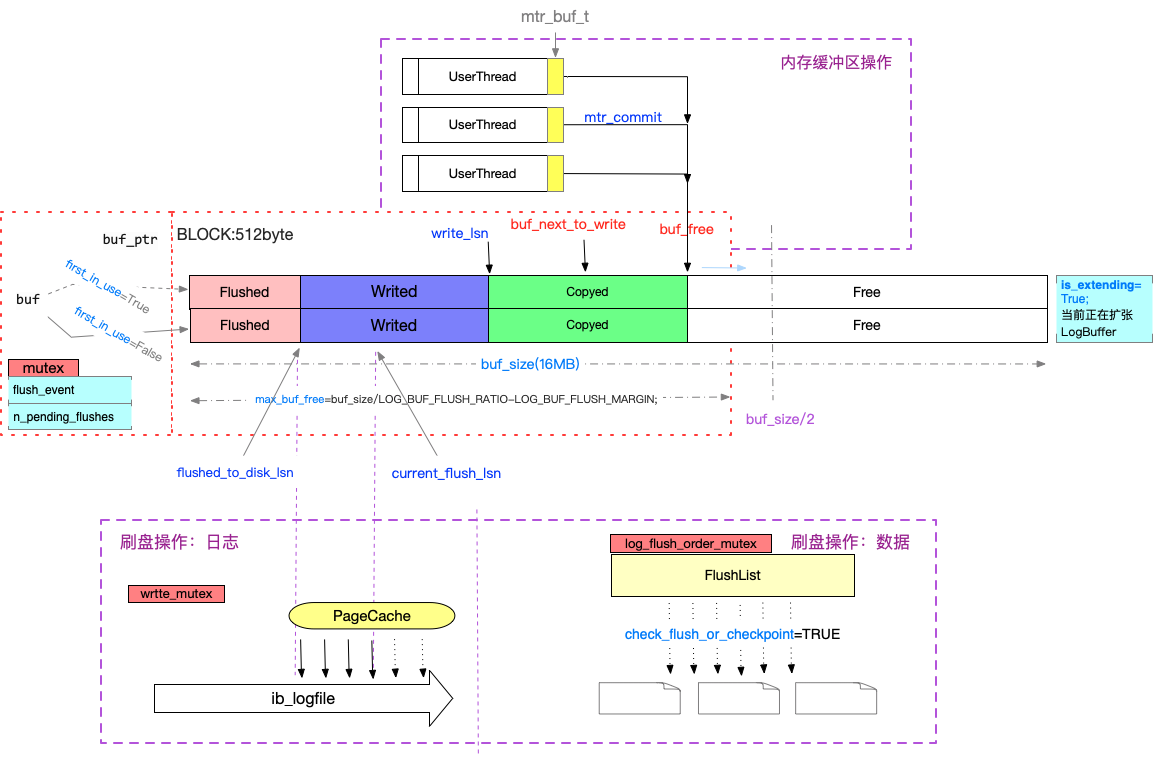 mtr_buf_t
内存缓冲区操作
UserThread
UserThread
mtr_commit
UserThread
buf_ptr
BLOCK:512byte
write_lsn
buf_next_to_write
buf_free
first_in_use=True
buf
first_in_use=False
Flushed
Writed
Copyed
Free
Flushed
Writed
Copyed
Free
is_extending=
True;
当前正在扩张
LogBuffer
mutex
flush_event
n_pending_flushes
buf_size(16MB)
max_buf_free=buf_size/LOG_BUF_FLUSH_RATIO-LOG_BUF_FLUSH_MARGIN;
buf_size/2
flushed_to_disk_lsn
current_flush_lsn
刷盘操作：日志
wrtte_mutex
PageCache
ib_logfile
log_flush_order_mutex
刷盘操作：数据
FlushList
check_flush_or_checkpoint=TRUE